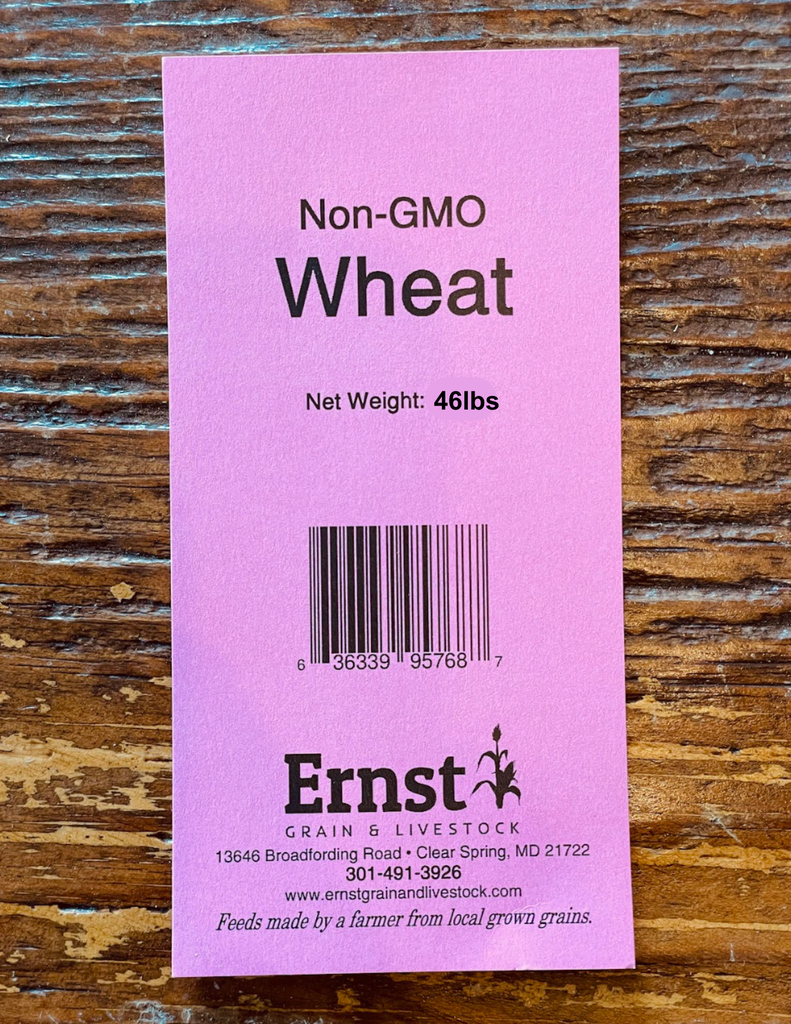 Non-GMO
Wheat
Net Weight: 46lbs
6 36339 95768 7
Ernst
GRAIN & LIVESTOCK
13646 Broadfording Road • Clear Spring, MD 21722
301-491-3926
www.ernstgrainandlivestock.com
Feeds made by a farmer from local grown grains.